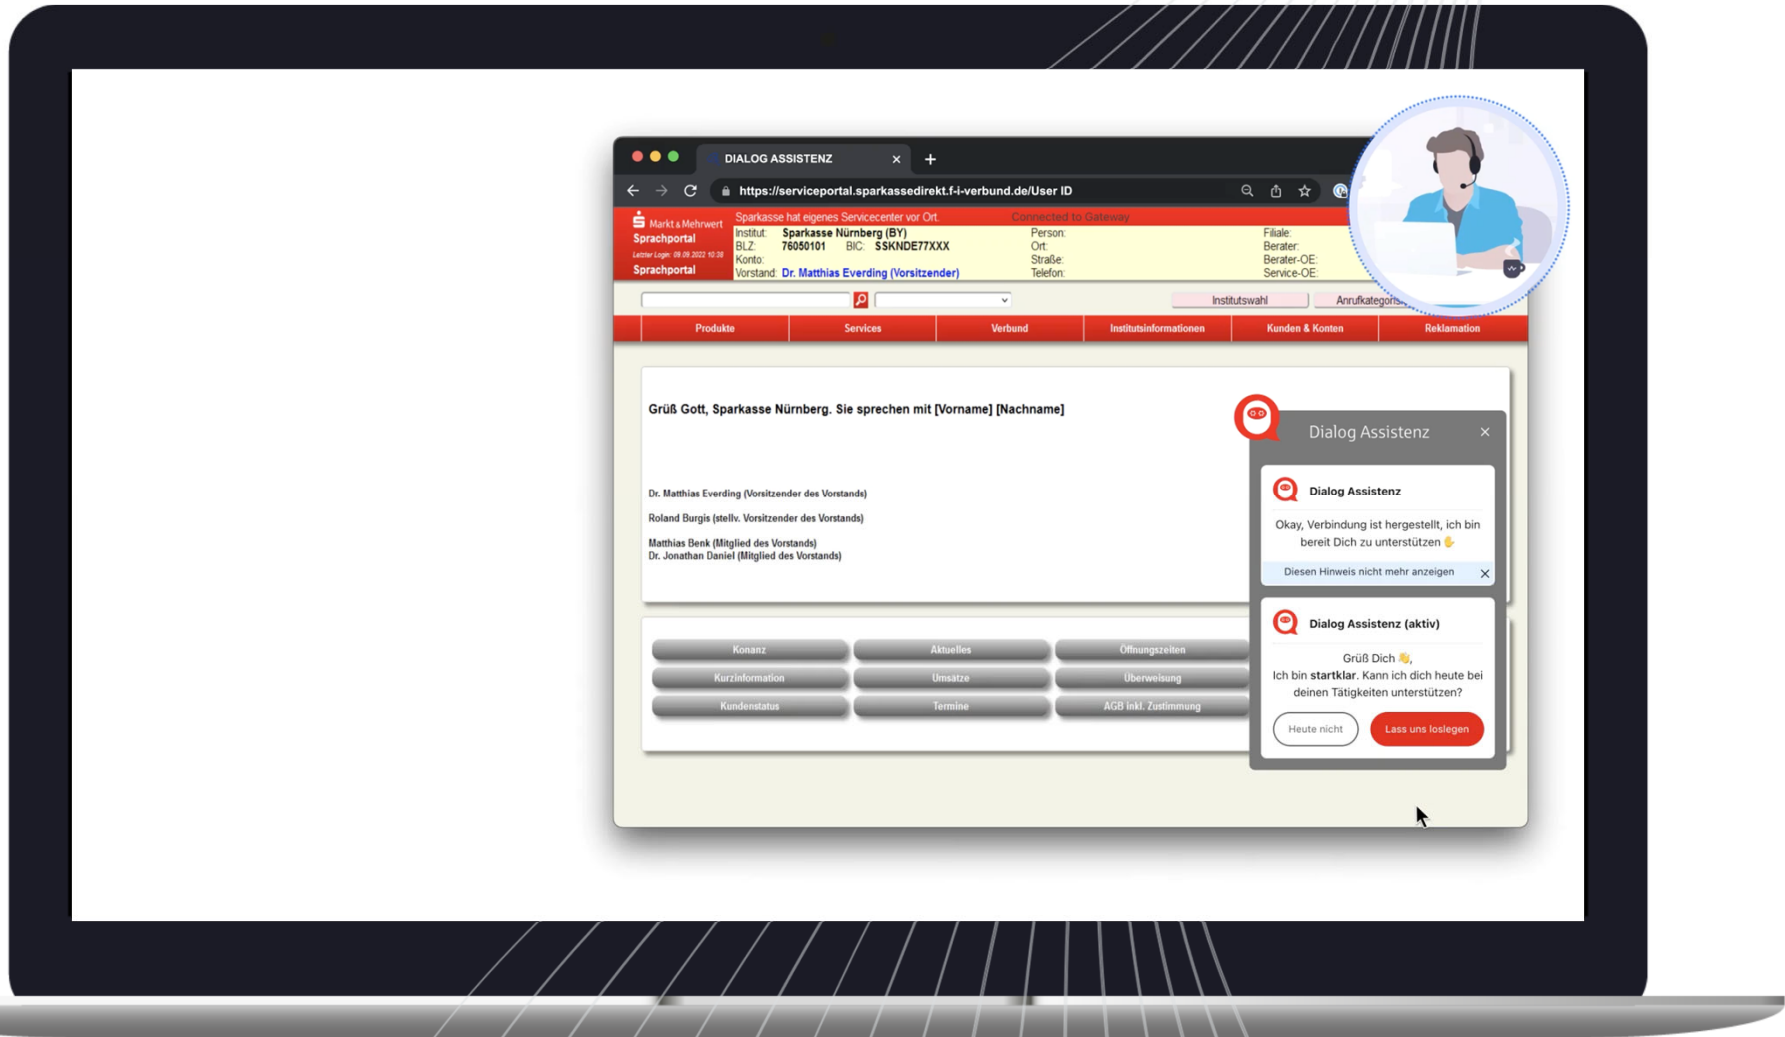 DIALOG ASSISTENZ
https://serviceportal.sparkassedirekt.f-i-verbund.de/User ID
Markt & Mehrwert
Sprachportal
Letzter Login: 09.09.2022 10:38
Sprachportal
Sparkasse hat eigenes Servicecenter vor Ort.
Connected to Gateway
Institut: Sparkasse Nürnberg (BY)
BLZ: 76050101 BIC: SSKNDE77XXX
Konto:
Vorstand: Dr. Matthias Everding (Vorsitzender)
Person:
Ort:
Straße:
Telefon:
Filiale:
Berater:
Berater-OE:
Service-OE:
Institutswahl
Produkte
Services
Verbund
Institutsinformationen
Kunden & Konten
Reklamation
Grüß Gott, Sparkasse Nürnberg. Sie sprechen mit [Vorname] [Nachname]
Dr. Matthias Everding (Vorsitzender des Vorstands)
Roland Burgis (stellv. Vorsitzender des Vorstands)
Matthias Benk (Mitglied des Vorstands)
Dr. Jonathan Daniel (Mitglied des Vorstands)
Konanz
Aktuelles
Öffnungszeiten
Kurzinformation
Umsätze
Überweisung
Kundenstatus
Termine
AGB inkl. Zustimmung
Dialog Assistenz
Dialog Assistenz
Okay, Verbindung ist hergestellt, ich bin
bereit Dich zu unterstützen ✋
Diesen Hinweis nicht mehr anzeigen
Dialog Assistenz (aktiv)
Grüß Dich 👋,
Ich bin startklar. Kann ich dich heute bei
deinen Tätigkeiten unterstützen?
Heute nicht
Lass uns loslegen